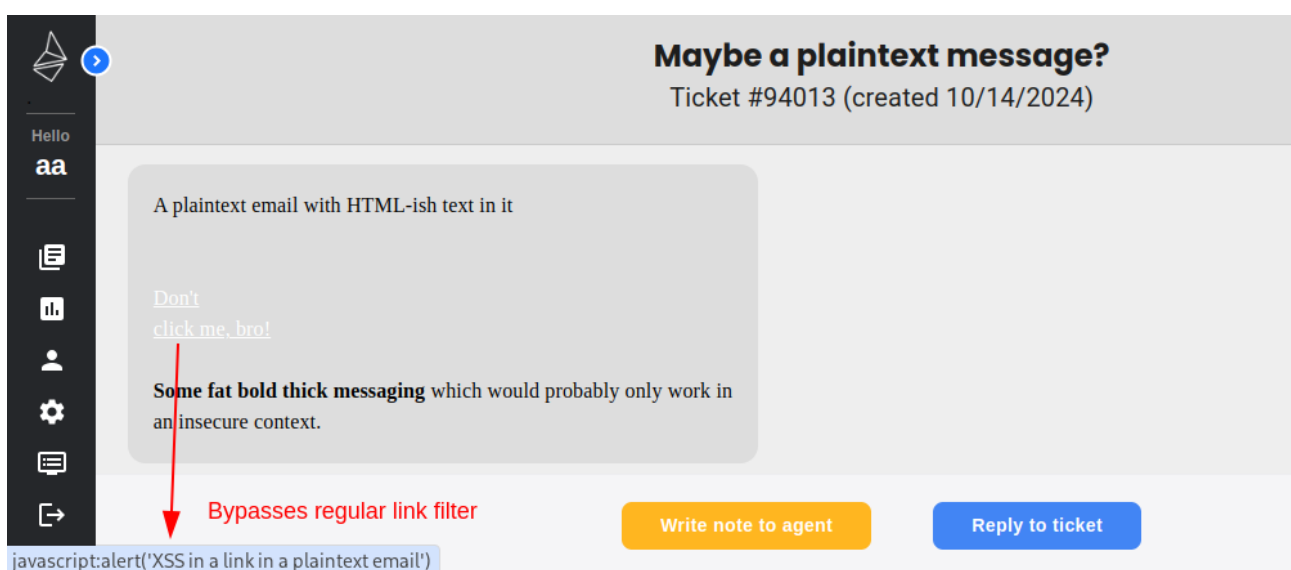 Maybe a plaintext message?
Ticket #94013 (created 10/14/2024)
Hello
aa
A plaintext email with HTML-ish text in it
Don't
click me, bro!
Some fat bold thick messaging which would probably only work in
an insecure context.
Bypasses regular link filter
Write note to agent
Reply to ticket
javascript:alert('XSS in a link in a plaintext email')